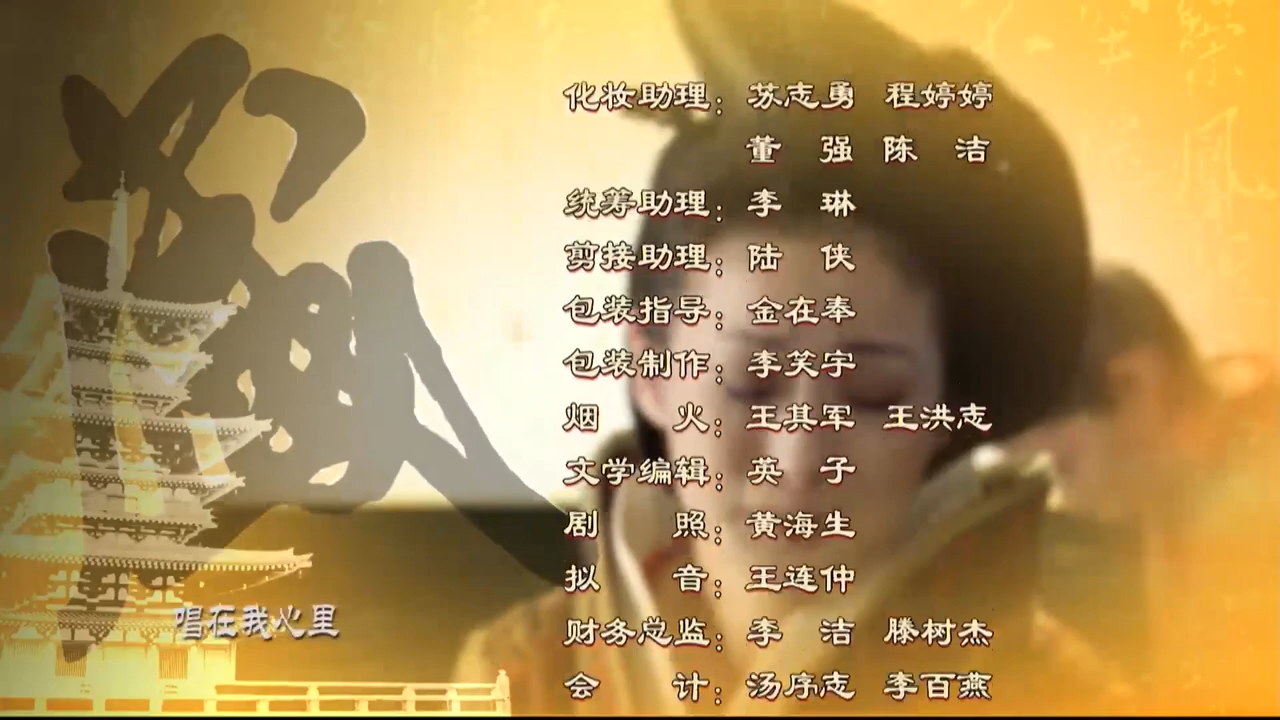 化妆助理：苏志勇 程婷婷
董 强 陈 洁
统筹助理：李 琳
剪接助理：陆 侠
包装指导：金在奉
包装制作：李笑宇
烟 火：王其军 王洪志
文学编辑：英 子
剧 照：黄海生
拟 音：王连仲
财务总监：李 洁 滕树杰
会 计：汤序志 李百燕
唱在我心里